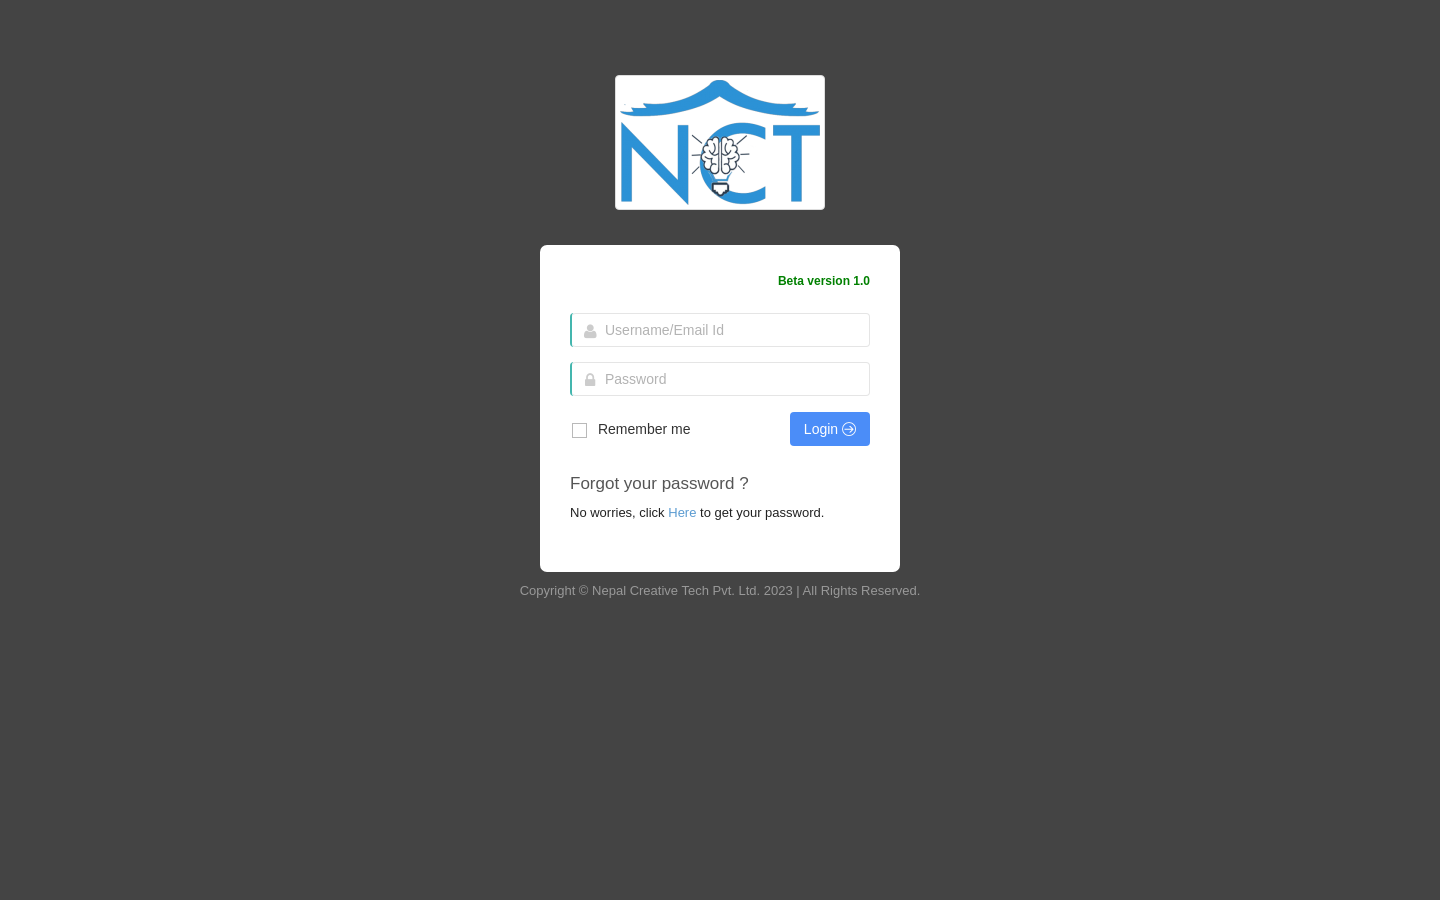 NCT
Beta version 1.0
Username/Email Id
Password
Remember me
Login
Forgot your password ?
No worries, click Here to get your password.
Copyright © Nepal Creative Tech Pvt. Ltd. 2023 | All Rights Reserved.